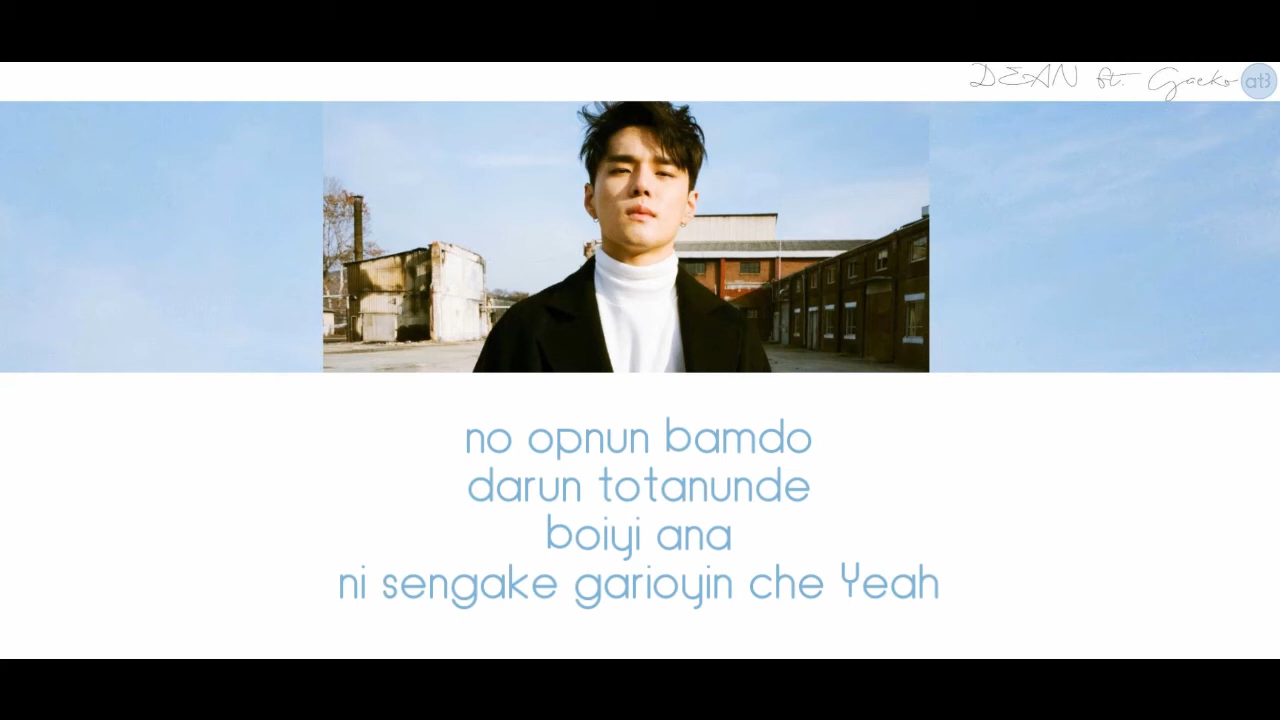 DEAN ft. Gaeko
at3
no opnun bamdo
darun totanunde
boiyi ana
ni sengake garioyin che Yeah